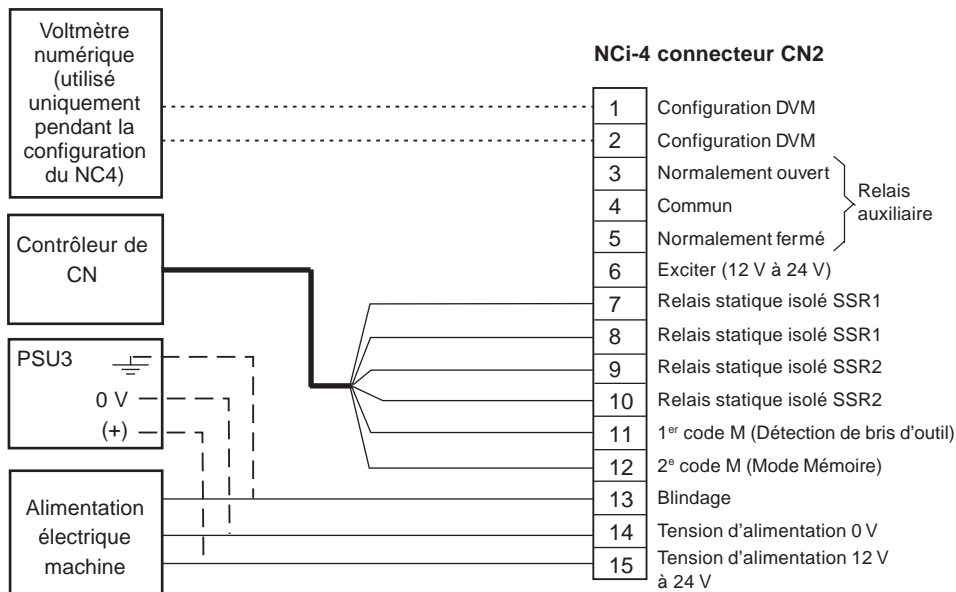 Voltmètre
numérique
(utilisé
uniquement
pendant la
configuration
du NC4)
Contrôleur de
CN
PSU3
0 V
(+)
Alimentation
électrique
machine
NCi-4 connecteur CN2
1 Configuration DVM
2 Configuration DVM
3 Normalement ouvert
4 Commun
5 Normalement fermé
Relais
auxiliaire
6 Exciter (12 V à 24 V)
7 Relais statique isolé SSR1
8 Relais statique isolé SSR1
9 Relais statique isolé SSR2
10 Relais statique isolé SSR2
11 1er code M (Détection de bris d'outil)
12 2e code M (Mode Mémoire)
13 Blindage
14 Tension d'alimentation 0 V
15 Tension d'alimentation 12 V
à 24 V